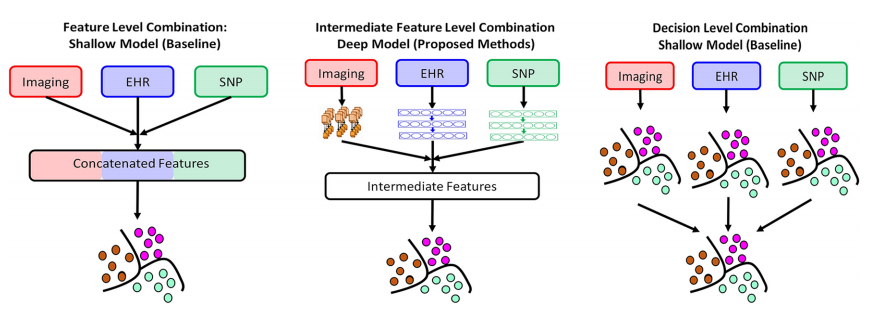 Feature Level Combination:
Shallow Model (Baseline)
Imaging
EHR
SNP
Concatenated Features
Intermediate Feature Level Combination
Deep Model (Proposed Methods)
Imaging
EHR
SNP
Intermediate Features
Decision Level Combination
Shallow Model (Baseline)
Imaging
EHR
SNP